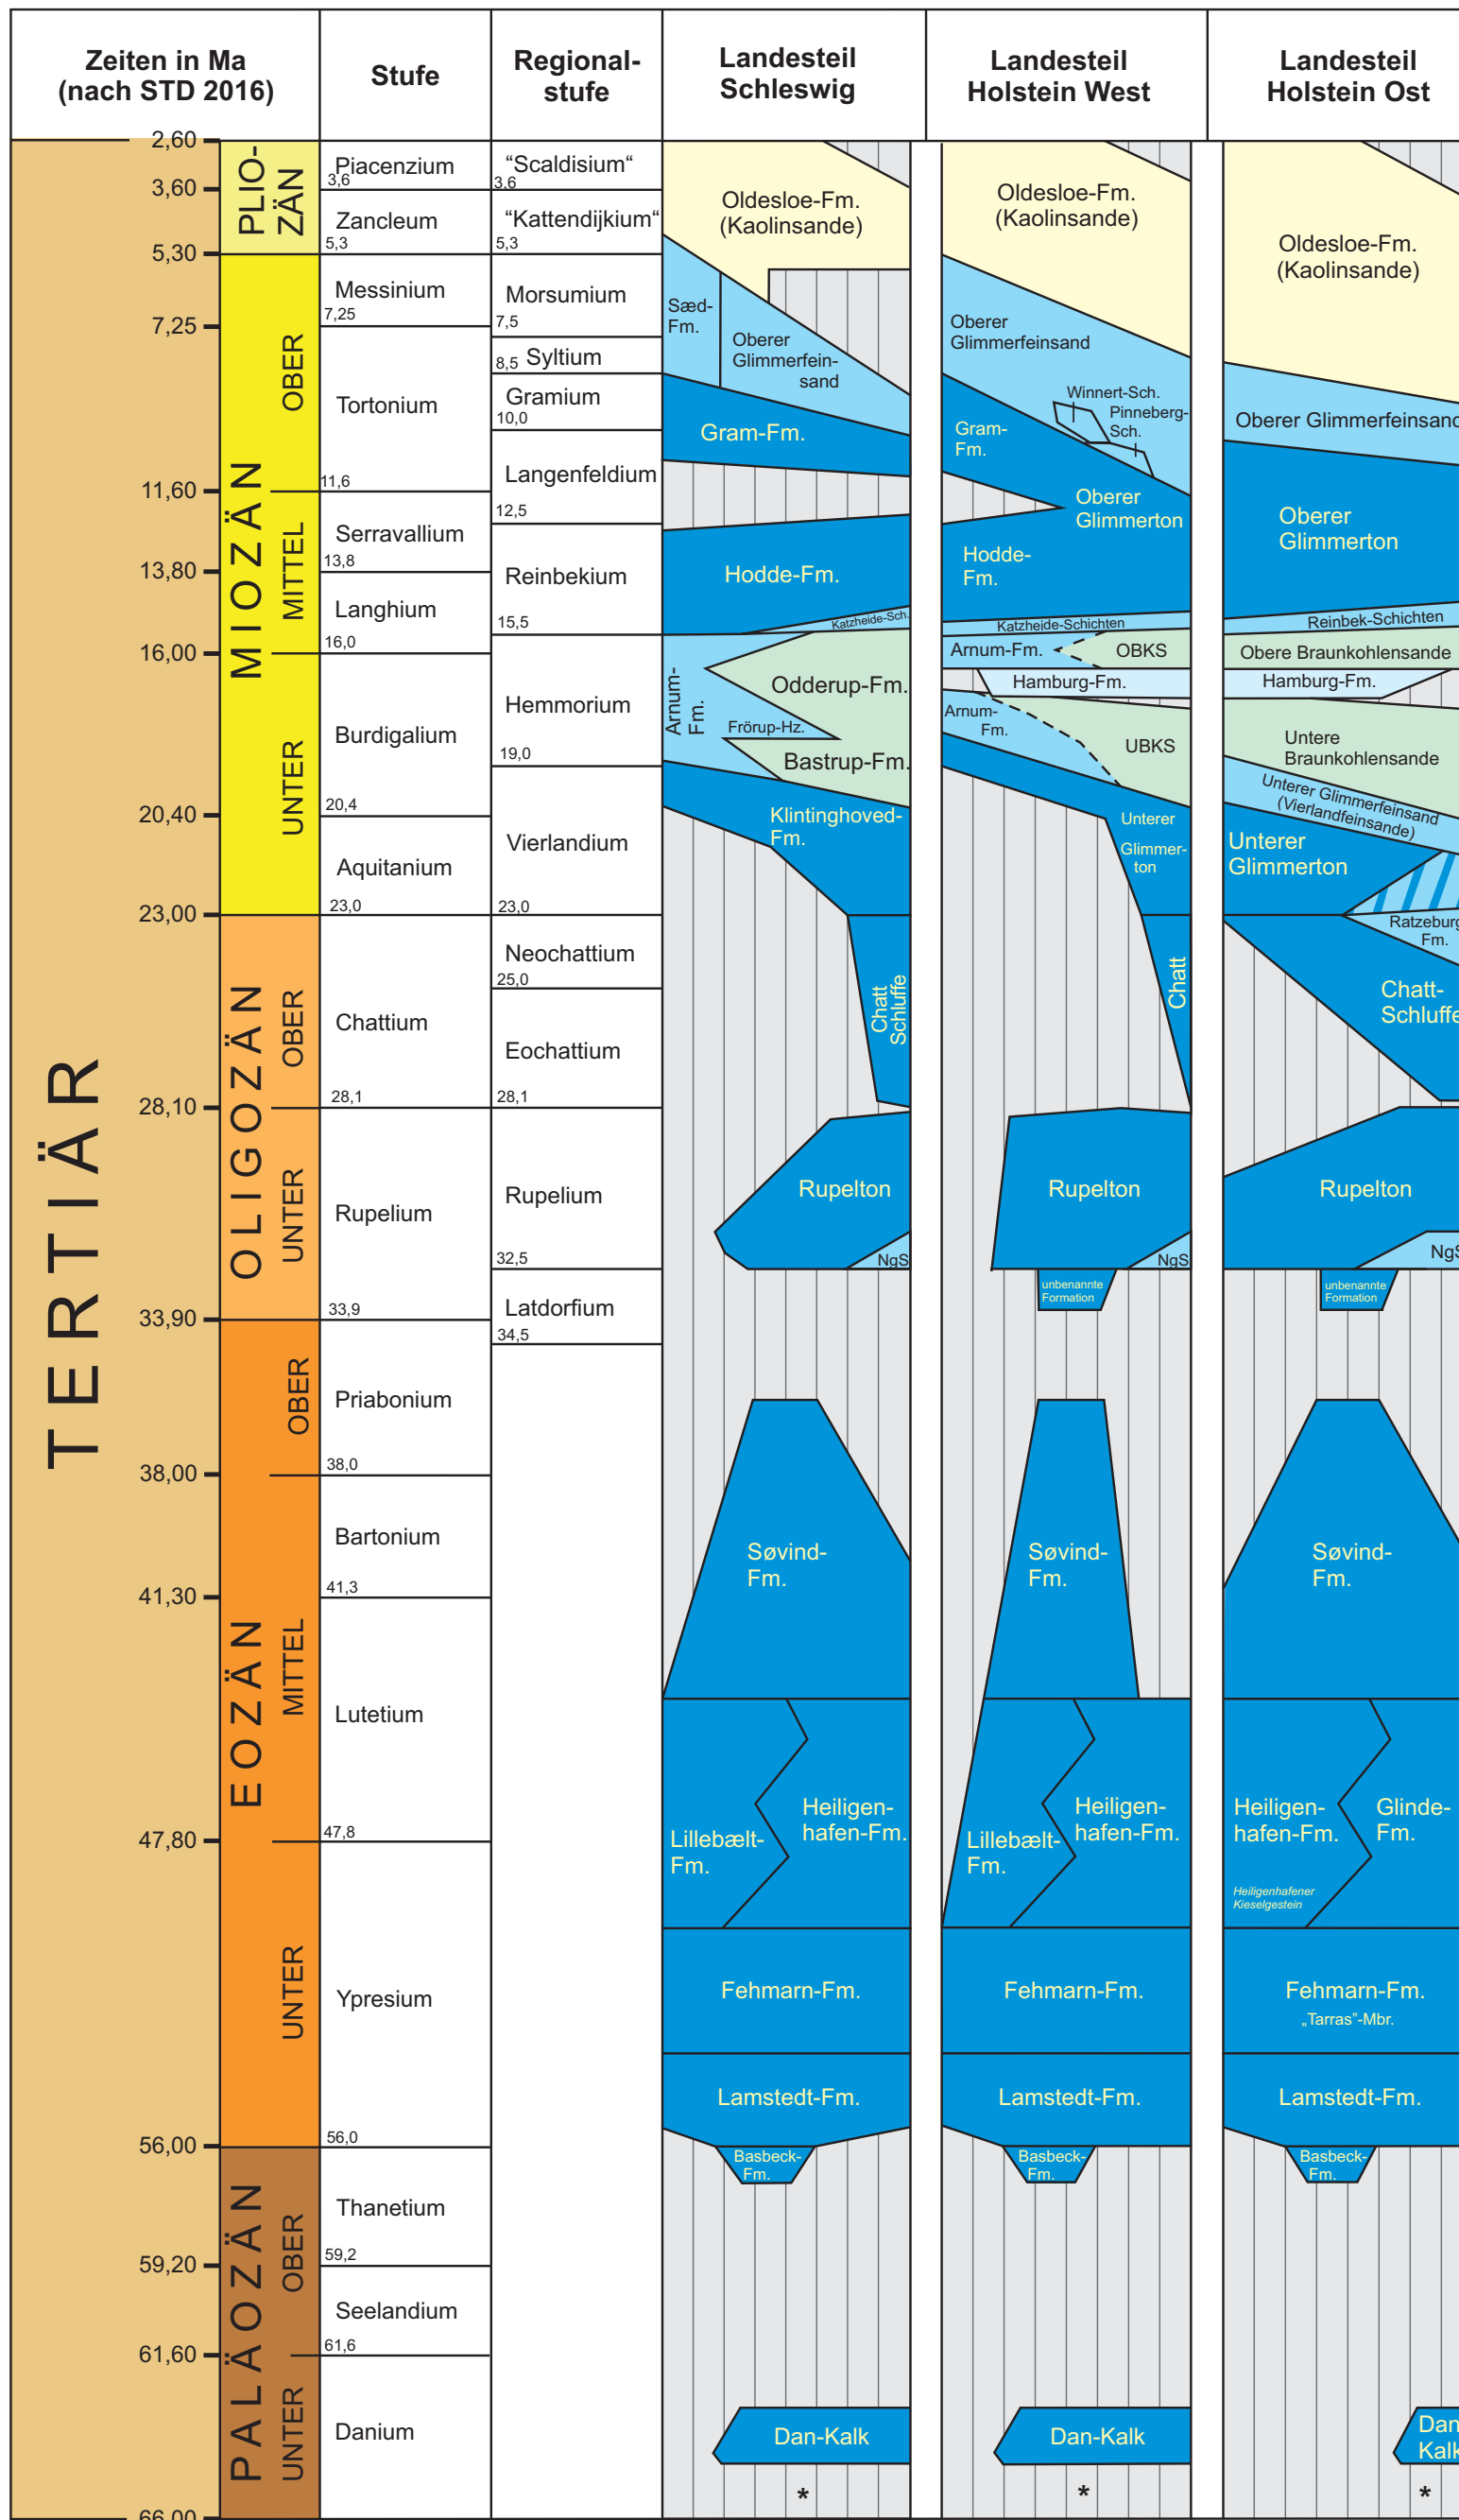 Zeiten in Ma
(nach STD 2016)
Stufe
Regional-
stufe
Landesteil
Schleswig
Landesteil
Holstein West
Landesteil
Holstein Ost
TERTIÄR
2,60
3,60
5,30
7,25
11,60
13,80
16,00
20,40
23,00
28,10
33,90
38,00
41,30
47,80
56,00
59,20
61,60
66,00
PLIO-
ZÄN
MIOZÄN
OBER
MITTEL
UNTER
OLIGOZÄN
OBER
UNTER
EOZÄN
OBER
MITTEL
UNTER
PALÄOZÄN
OBER
UNTER
Piacenzium
3,6
Zancleum
5,3
Messinium
7,25
Tortonium
11,6
Serravallium
13,8
Langhium
16,0
Burdigalium
20,4
Aquitanium
23,0
Chattium
28,1
Rupelium
33,9
Priabonium
38,0
Bartonium
41,3
Lutetium
47,8
Ypresium
56,0
Thanetium
59,2
Seelandium
61,6
Danium
“Scaldisium“
3,6
“Kattendijkium“
5,3
Morsumium
7,5
8,5 Syltium
Gramium
10,0
Langenfeldium
12,5
Reinbekium
15,5
Hemmorium
19,0
Vierlandium
23,0
Neochattium
25,0
Eochattium
28,1
Rupelium
32,5
Latdorfium
34,5
Oldesloe-Fm.
(Kaolinsande)
Sæd-
Fm.
Oberer
Glimmerfein-
sand
Gram-Fm.
Hodde-Fm.
Katzheide-Sch.
Arnum-
Fm.
Odderup-Fm.
Frörup-Hz.
Bastrup-Fm.
Klintinghoved-
Fm.
Chatt
Schluffe
Rupelton
NgS
Søvind-
Fm.
Lillebælt-
Fm.
Heiligen-
hafen-Fm.
Fehmarn-Fm.
Lamstedt-Fm.
Basbeck-
Fm.
Dan-Kalk
*
Oldesloe-Fm.
(Kaolinsande)
Oberer
Glimmerfeinsand
Winnert-Sch.
Pinneberg-
Sch.
Gram-
Fm.
Oberer
Glimmerton
Hodde-
Fm.
Katzheide-Schichten
Arnum-Fm.
OBKS
Hamburg-Fm.
Arnum-
Fm.
UBKS
Unterer
Glimmer-
ton
Chatt
Rupelton
NgS
unbenannte
Formation
Søvind-
Fm.
Lillebælt-
Fm.
Heiligen-
hafen-Fm.
Fehmarn-Fm.
Lamstedt-Fm.
Basbeck-
Fm.
Dan-Kalk
*
Oldesloe-Fm.
(Kaolinsande)
Oberer Glimmerfeinsand
Oberer
Glimmerton
Reinbek-Schichten
Obere Braunkohlensande
Hamburg-Fm.
Untere
Braunkohlensande
Unterer Glimmerfeinsand
(Vierlandfeinsande)
Unterer
Glimmerton
Ratzeburg
Fm.
Chatt-
Schluffe
Rupelton
NgS
unbenannte
Formation
Søvind-
Fm.
Heiligen-
hafen-Fm.
Glinde-
Fm.
Heiligenhafener
Kieselgestein
Fehmarn-Fm.
„Tarras”-Mbr.
Lamstedt-Fm.
Basbeck-
Fm.
Dan
Kalk
*